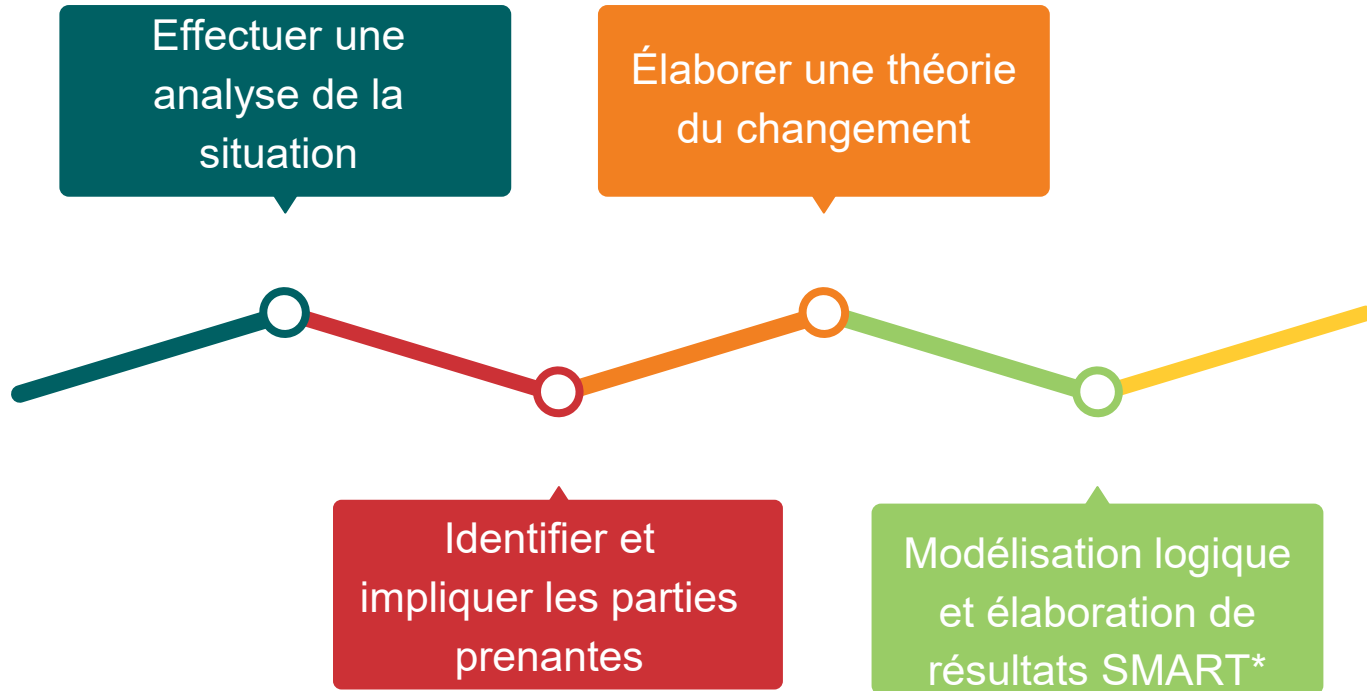 Effectuer une
analyse de la
situation
Identifier et
impliquer les parties
prenantes
Élaborer une théorie
du changement
Modélisation logique
et élaboration de
résultats SMART*